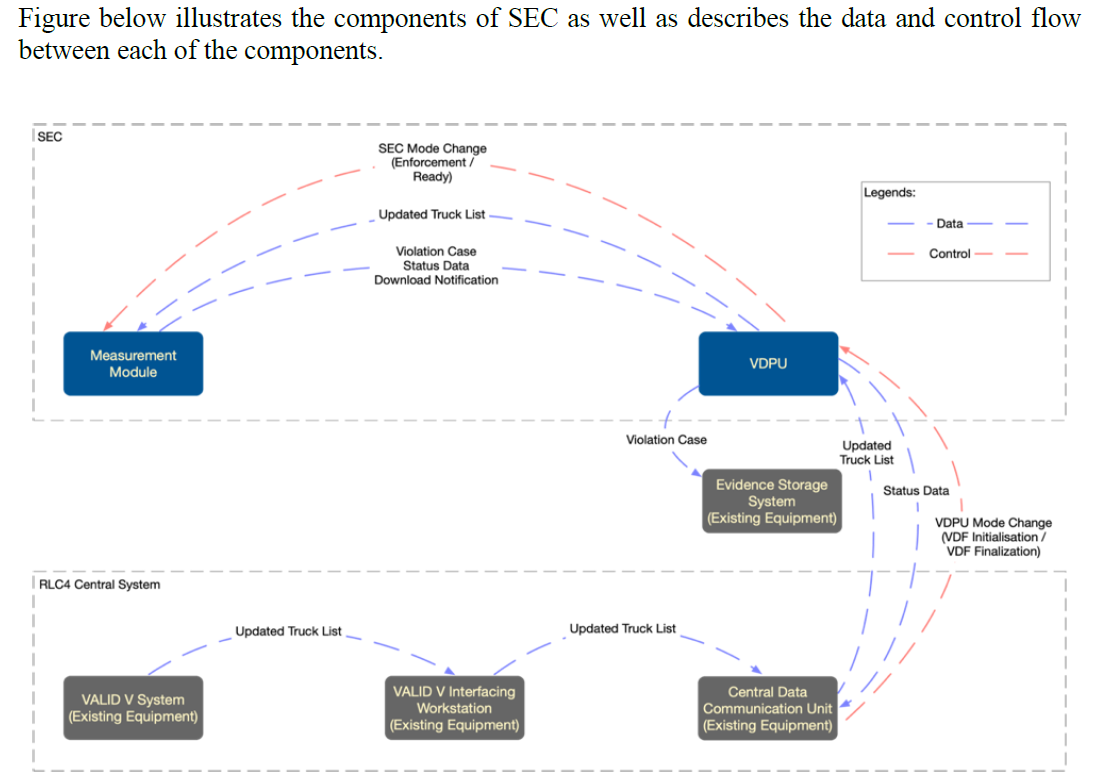 Figure below illustrates the components of SEC as well as describes the data and control flow
between each of the components.
SEC
SEC Mode Change
(Enforcement /
Ready)
Updated Truck List
Violation Case
Status Data
Download Notification
Legends:
Data
Control
Measurement
Module
VDPU
Violation Case
Updated
Truck List
Evidence Storage
System
(Existing Equipment)
Status Data
VDPU Mode Change
(VDF Initialisation /
VDF Finalization)
RLC4 Central System
Updated Truck List
Updated Truck List
VALID V System
(Existing Equipment)
VALID V Interfacing
Workstation
(Existing Equipment)
Central Data
Communication Unit
(Existing Equipment)